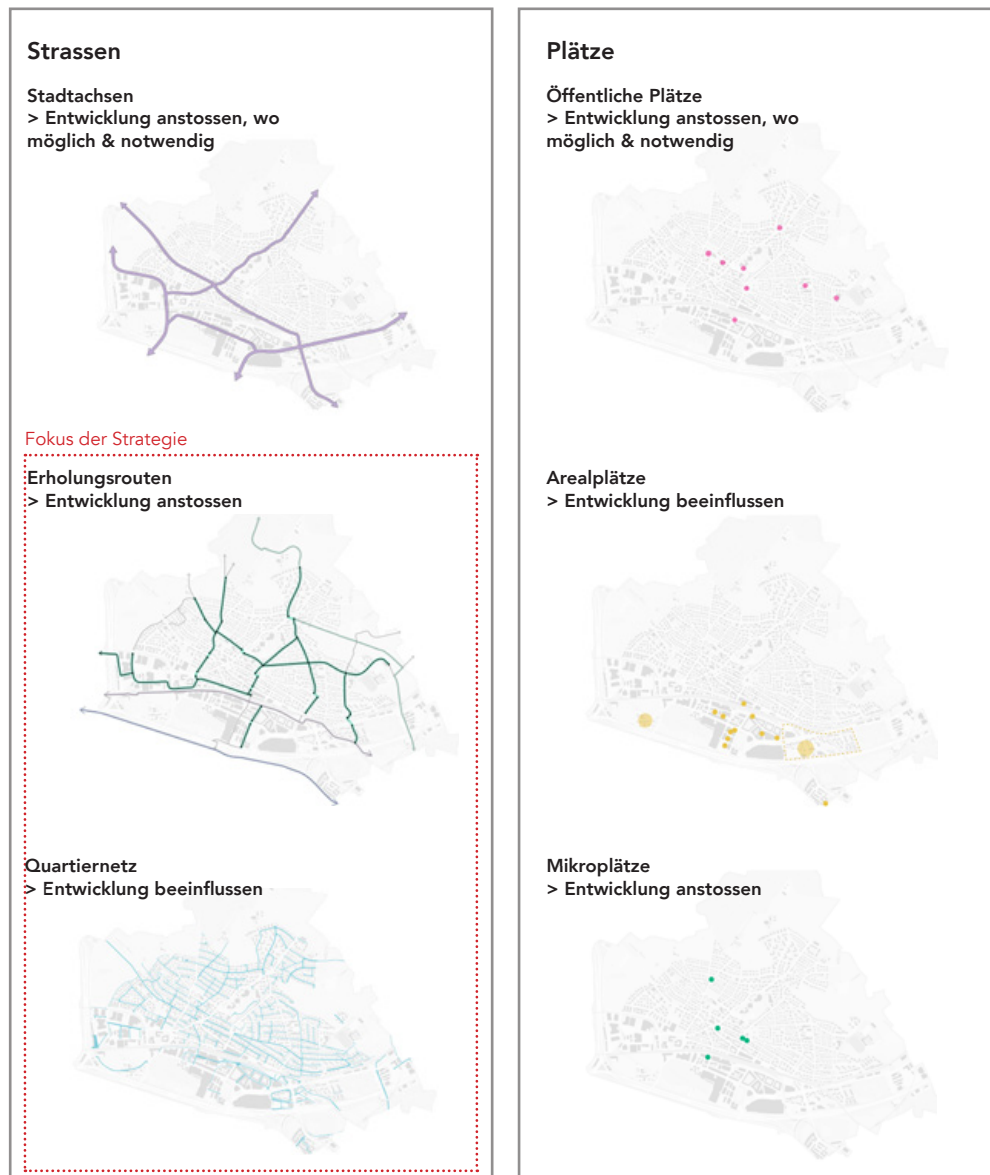 Strassen
Stadtachsen
> Entwicklung anstossen, wo
möglich & notwendig
Fokus der Strategie
Erholungsrouten
> Entwicklung anstossen
Quartiernetz
> Entwicklung beeinflussen
Plätze
Öffentliche Plätze
> Entwicklung anstossen, wo
möglich & notwendig
Arealplätze
> Entwicklung beeinflussen
Mikroplätze
> Entwicklung anstossen